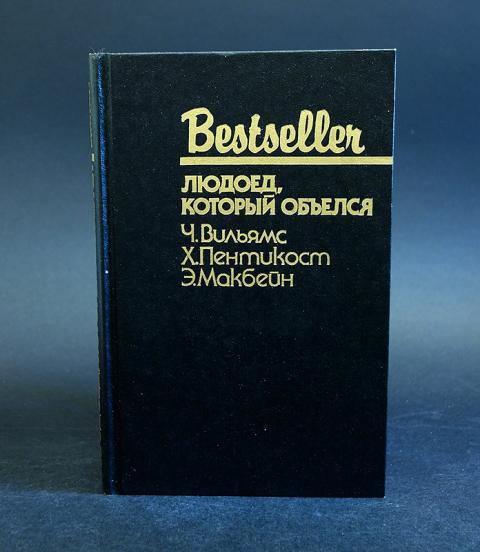 Bestseller
ЛЮДОЕД,
КОТОРЫЙ ОБЪЕЛСЯ
Ч.Вильямс
Х.Пентикост
Э.Макбейн